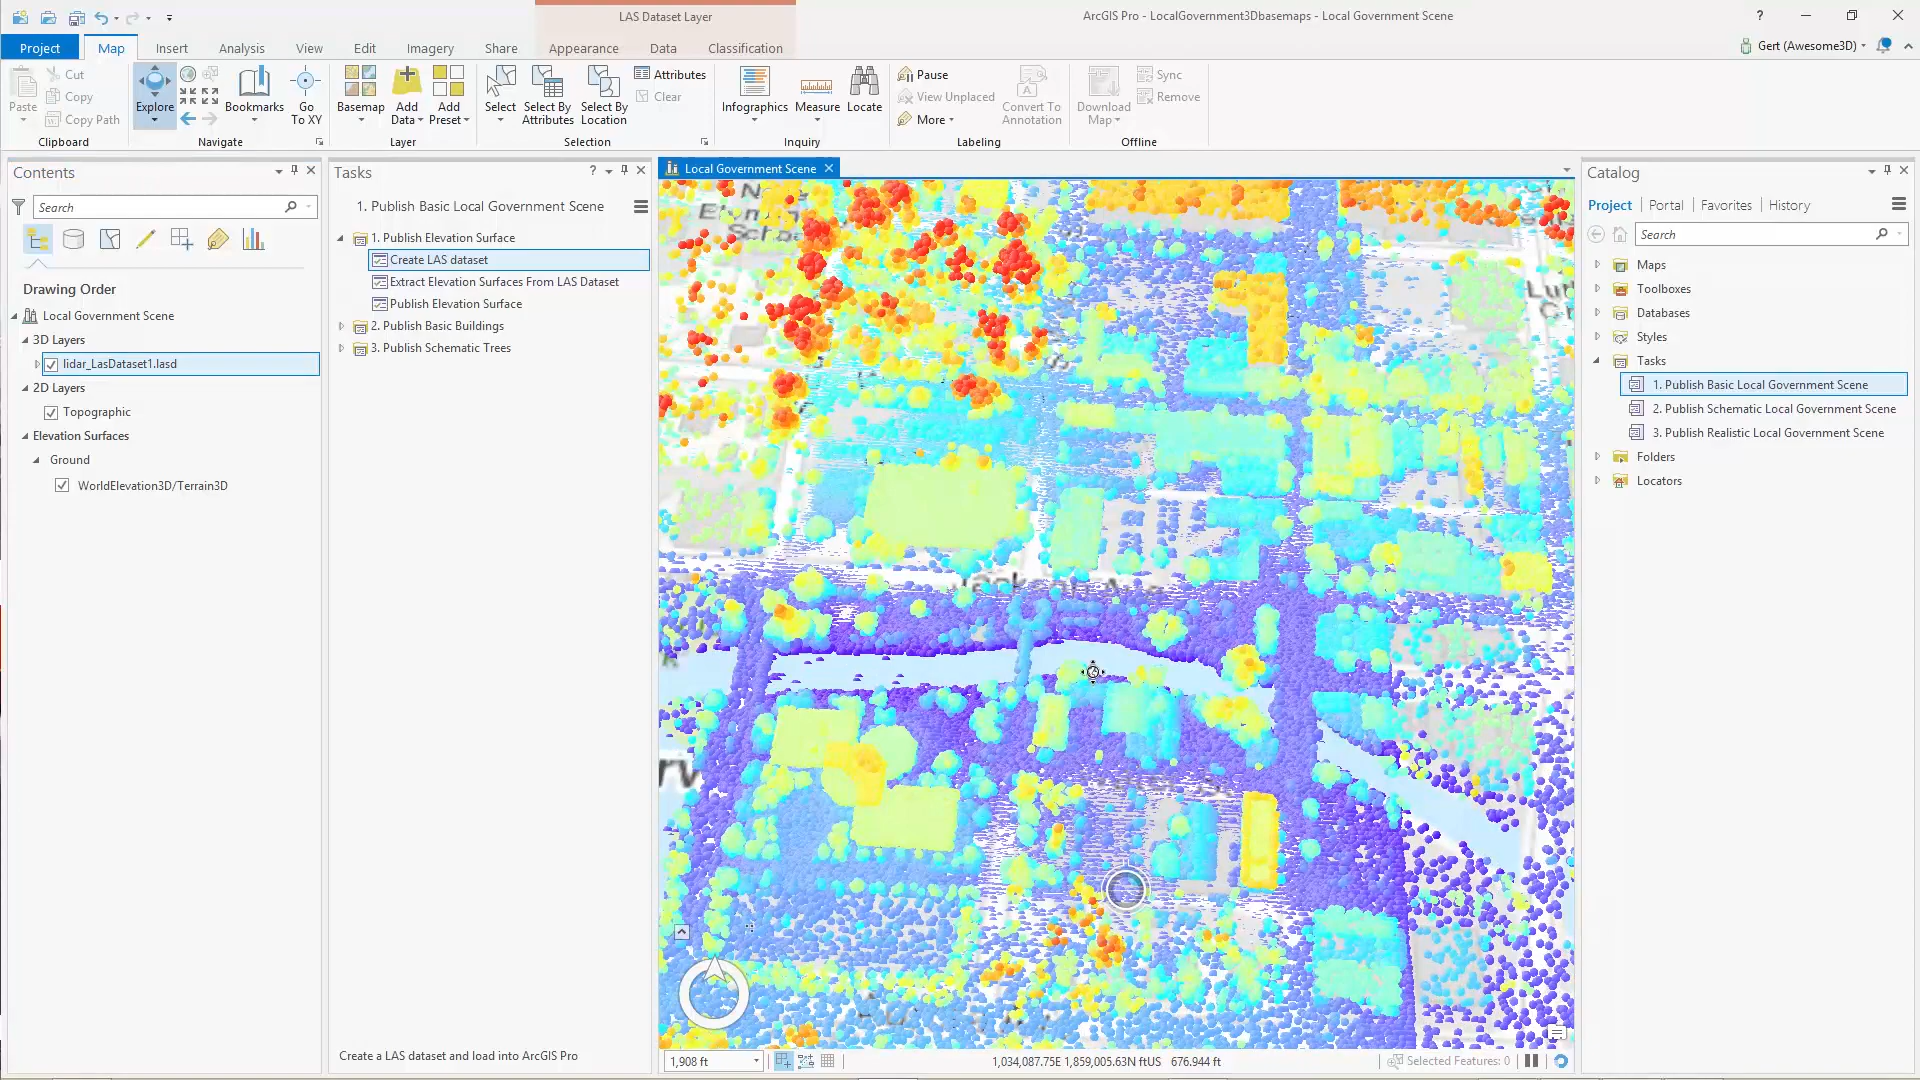 LAS Dataset Layer
ArcGIS Pro - LocalGovernment3Dbasemaps - Local Government Scene
?
Project
Map
Insert
Analysis
View
Edit
Imagery
Share
Appearance
Data
Classification
Gert (Awesome3D)
Paste
Cut
Copy
Copy Path
Clipboard
Explore
Bookmarks
Go To XY
Navigate
Basemap
Add Data
Add Preset
Layer
Select
Select By Attributes
Select By Location
Attributes
Clear
Selection
Infographics
Measure
Locate
Inquiry
Pause
View Unplaced
More
Convert To Annotation
Labeling
Download Map
Sync
Remove
Offline
Contents
Search
Drawing Order
Local Government Scene
3D Layers
lidar_LasDataset1.lasd
2D Layers
Topographic
Elevation Surfaces
Ground
WorldElevation3D/Terrain3D
Tasks
?
1. Publish Basic Local Government Scene
1. Publish Elevation Surface
Create LAS dataset
Extract Elevation Surfaces From LAS Dataset
Publish Elevation Surface
2. Publish Basic Buildings
3. Publish Schematic Trees
Create a LAS dataset and load into ArcGIS Pro
Local Government Scene
1,908 ft
1,034,087.75E 1,859,005.63N ftUS 676.944 ft
Selected Features: 0
Catalog
Project
Portal
Favorites
History
Search
Maps
Toolboxes
Databases
Styles
Tasks
1. Publish Basic Local Government Scene
2. Publish Schematic Local Government Scene
3. Publish Realistic Local Government Scene
Folders
Locators